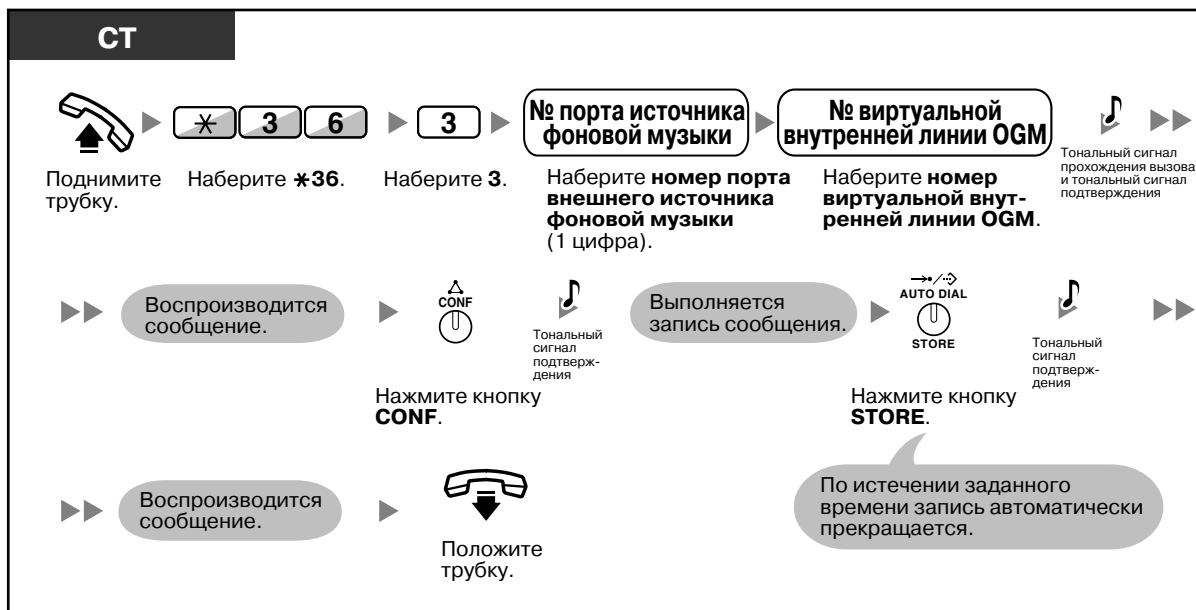 СТ
✳ 3 6
3
№ порта источника
фоновой музыки
№ виртуальной
внутренней линии OGM
Поднимите
трубку.
Наберите ✳36.
Наберите 3.
Наберите номер порта
внешнего источника
фоновой музыки
(1 цифра).
Наберите номер
виртуальной внут-
ренней линии OGM.
Тональный сигнал
прохождения вызова
и тональный сигнал
подтверждения
Воспроизводится
сообщение.
CONF
Нажмите кнопку
CONF.
Тональный
сигнал
подтверж-
дения
Выполняется
запись сообщения.
AUTO DIAL
STORE
Нажмите кнопку
STORE.
Тональный
сигнал
подтверж-
дения
По истечении заданного
времени запись автоматически
прекращается.
Воспроизводится
сообщение.
Положите
трубку.